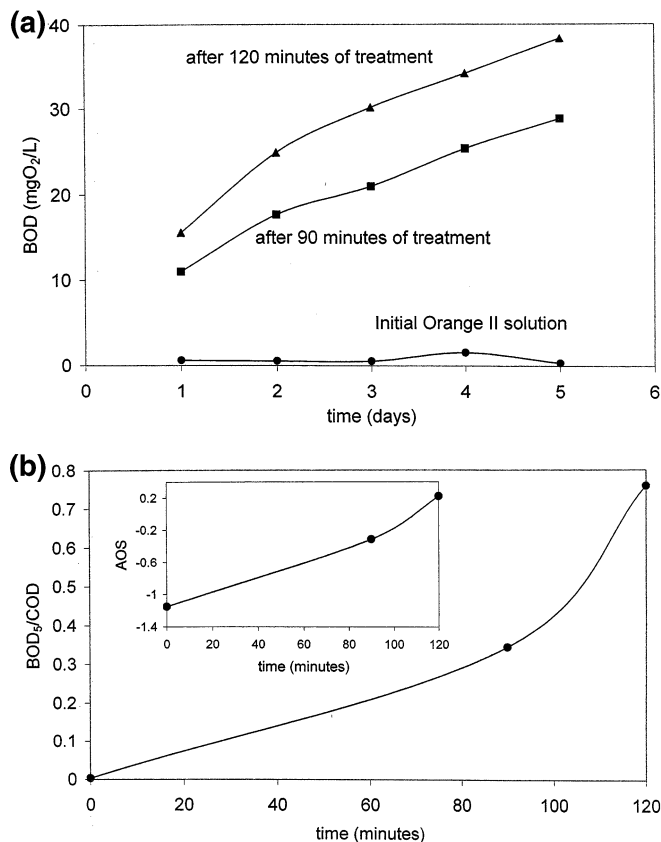 (a)
40
30
20
10
0
BOD (mgO₂/L)
after 120 minutes of treatment
after 90 minutes of treatment
Initial Orange II solution
0 1 2 3 4 5 6
time (days)
(b)
0.8
0.7
0.6
0.5
0.4
0.3
0.2
0.1
0
BOD₅/COD
0.2
-0.2
-0.6
-1
-1.4
AOS
0 20 40 60 80 100 120
time (minutes)
0 20 40 60 80 100 120
time (minutes)